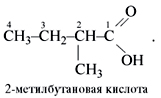 4 3 2 1 O
CH₃-CH₂-CH-C
OH .
CH₃
2-метилбутановая кислота